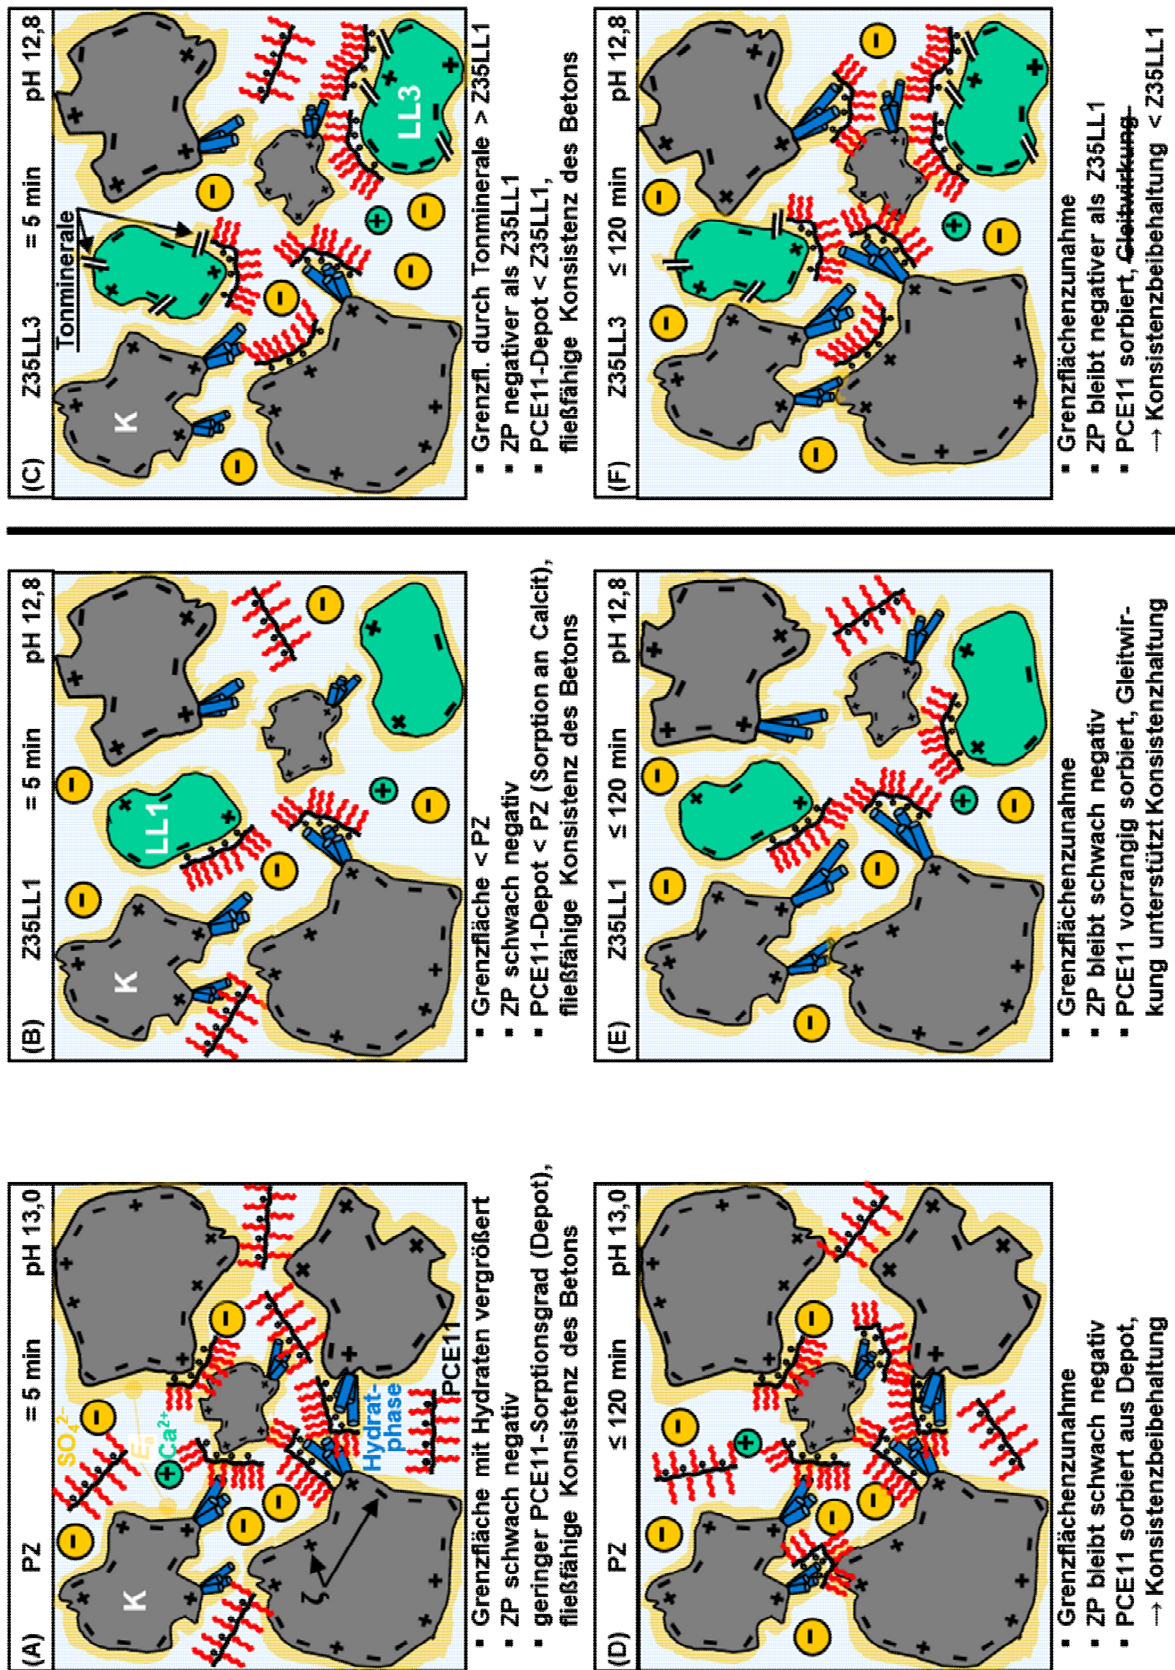 (A) PZ = 5 min pH 13,0
SO₄²⁻
Eₐ
Ca²⁺
K
ζ
Hydrat-
phase
PCE11
▪ Grenzfläche mit Hydraten vergrößert
▪ ZP schwach negativ
▪ geringer PCE11-Sorptionsgrad (Depot),
fließfähige Konsistenz des Betons
(B) Z35LL1 = 5 min pH 12,8
K
LL1
▪ Grenzfläche < PZ
▪ ZP schwach negativ
▪ PCE11-Depot < PZ (Sorption an Calcit),
fließfähige Konsistenz des Betons
(C) Z35LL3 = 5 min pH 12,8
Tonminerale
K
LL3
▪ Grenzfl. durch Tonminerale > Z35LL1
▪ ZP negativer als Z35LL1
▪ PCE11-Depot < Z35LL1,
fließfähige Konsistenz des Betons
(D) PZ ≤ 120 min pH 13,0
▪ Grenzflächenzunahme
▪ ZP bleibt schwach negativ
▪ PCE11 sorbiert aus Depot,
→ Konsistenzbeibehaltung
(E) Z35LL1 ≤ 120 min pH 12,8
▪ Grenzflächenzunahme
▪ ZP bleibt schwach negativ
▪ PCE11 vorrangig sorbiert, Gleitwir-
kung unterstützt Konsistenzhaltung
(F) Z35LL3 ≤ 120 min pH 12,8
▪ Grenzflächenzunahme
▪ ZP bleibt negativer als Z35LL1
▪ PCE11 sorbiert, Gleitwirkung
→ Konsistenzbeibehaltung < Z35LL1